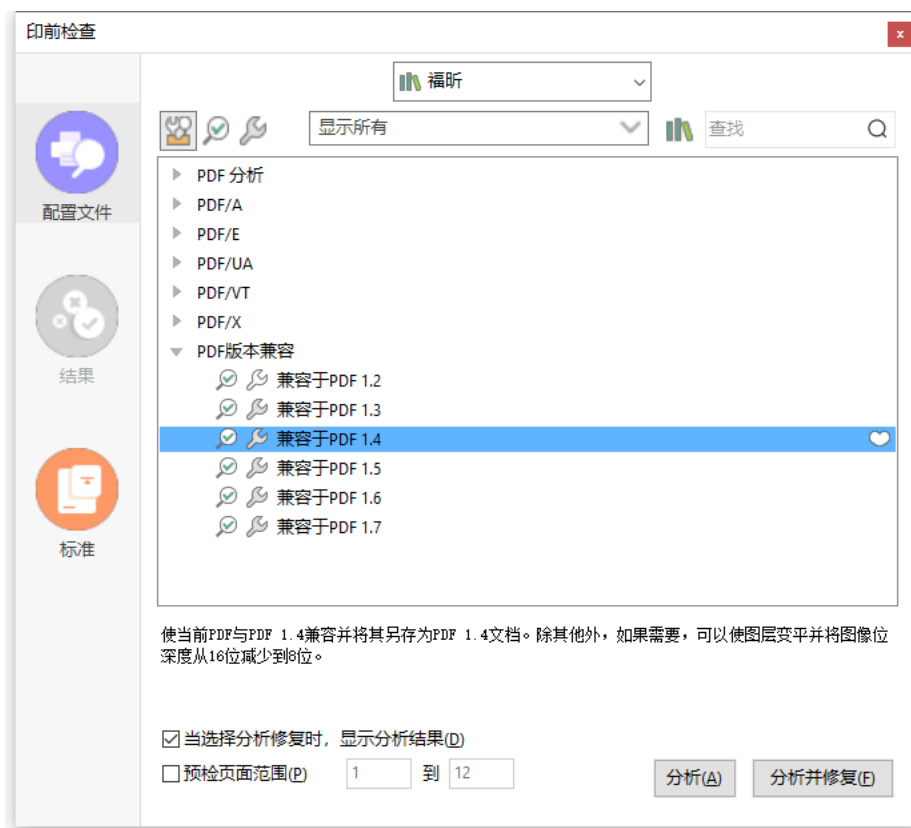 印前检查
x
福昕
显示所有
查找
配置文件
结果
标准
PDF 分析
PDF/A
PDF/E
PDF/UA
PDF/VT
PDF/X
PDF版本兼容
兼容于PDF 1.2
兼容于PDF 1.3
兼容于PDF 1.4
兼容于PDF 1.5
兼容于PDF 1.6
兼容于PDF 1.7
使当前PDF与PDF 1.4兼容并将其另存为PDF 1.4文档。除其他外，如果需要，可以使图层变平并将图像位
深度从16位减少到8位。
当选择分析修复时，显示分析结果(D)
预检页面范围(P) 1 到 12
分析(A) 分析并修复(F)